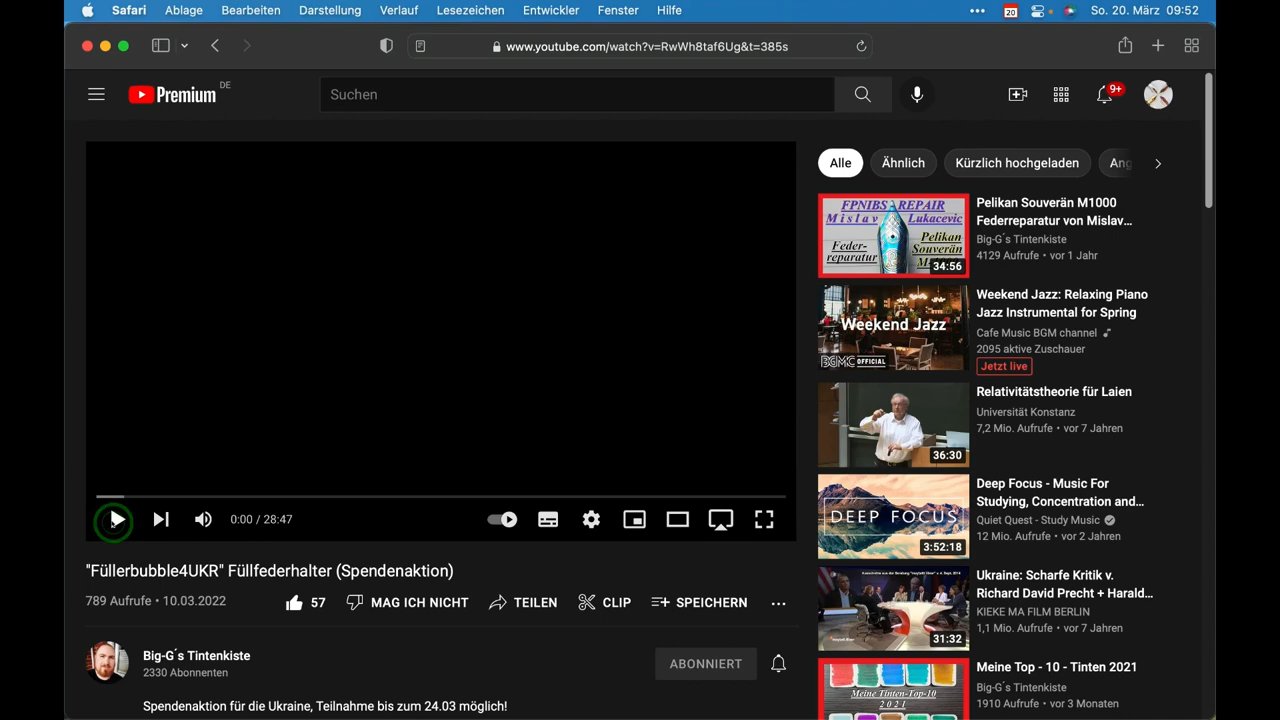 Safari Ablage Bearbeiten Darstellung Verlauf Lesezeichen Entwickler Fenster Hilfe
20 So. 20. März 09:52
www.youtube.com/watch?v=RwWh8taf6Ug&t=385s
Premium DE
Suchen
9+
Alle Ähnlich Kürzlich hochgeladen Ang
FPNIBS REPAIR
Mislav Lukacevic
Feder-
reparatur
Pelikan
Souverän
34:56
Pelikan Souverän M1000
Federreparatur von Mislav…
Big-G´s Tintenkiste
4129 Aufrufe • vor 1 Jahr
Weekend Jazz
BGMC OFFICIAL
Weekend Jazz: Relaxing Piano
Jazz Instrumental for Spring
Cafe Music BGM channel
2095 aktive Zuschauer
Jetzt live
36:30
Relativitätstheorie für Laien
Universität Konstanz
7,2 Mio. Aufrufe • vor 7 Jahren
DEEP FOCUS
3:52:18
Deep Focus - Music For
Studying, Concentration and…
Quiet Quest - Study Music
12 Mio. Aufrufe • vor 2 Jahren
31:32
Ukraine: Scharfe Kritik v.
Richard David Precht + Harald…
KIEKE MA FILM BERLIN
1,1 Mio. Aufrufe • vor 7 Jahren
Meine Tinten-Top-10
2021
Meine Top - 10 - Tinten 2021
Big-G´s Tintenkiste
1910 Aufrufe • vor 3 Monaten
0:00 / 28:47
"Füllerbubble4UKR" Füllfederhalter (Spendenaktion)
789 Aufrufe • 10.03.2022
57 MAG ICH NICHT TEILEN CLIP SPEICHERN
Big-G´s Tintenkiste
2330 Abonnenten
ABONNIERT
Spendenaktion für die Ukraine, Teilnahme bis zum 24.03 möglich!